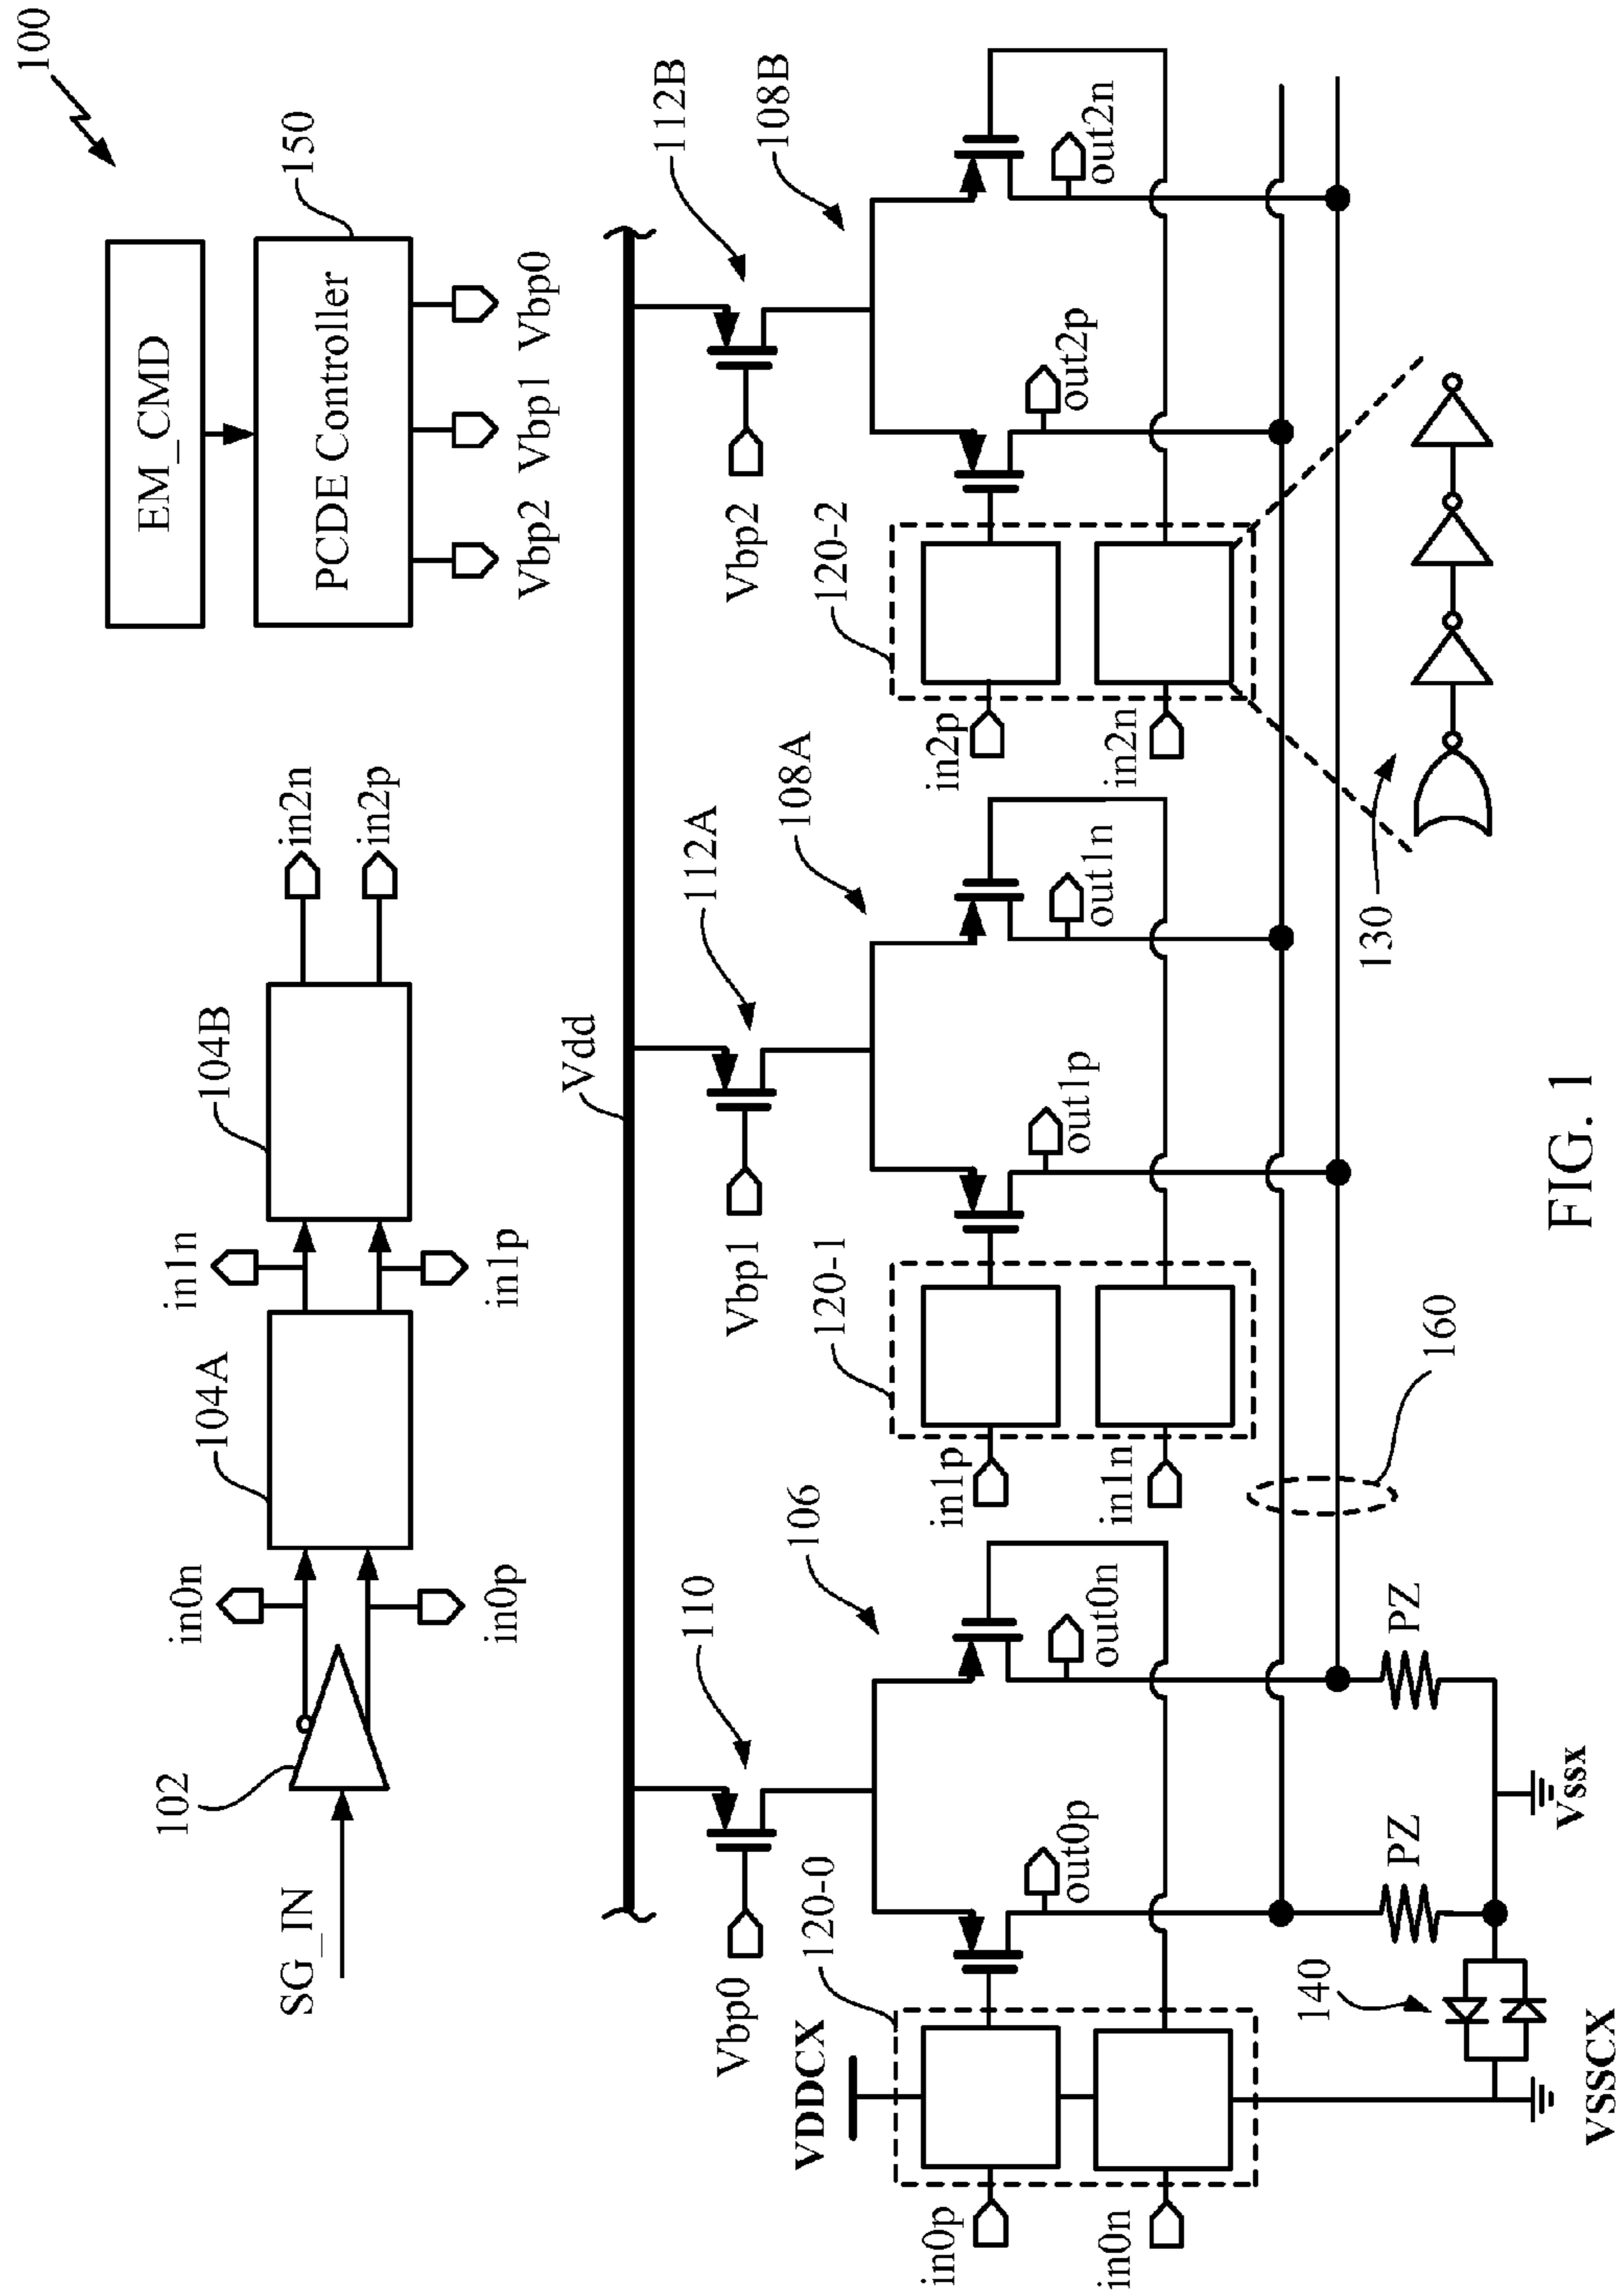 100
SG_IN
102
in0n
in0p
104A
in1n
in1p
104B
in2n
in2p
EM_CMD
PCDE Controller
150
Vbp2
Vbp1
Vbp0
Vdd
Vbp0
110
Vbp1
112A
Vbp2
112B
VDDCX
120-0
106
120-1
108A
120-2
108B
in0p
in0n
out0p
out0n
in1p
in1n
out1p
out1n
in2p
in2n
out2p
out2n
140
PZ
PZ
160
130
VSSCX
Vssx
FIG. 1